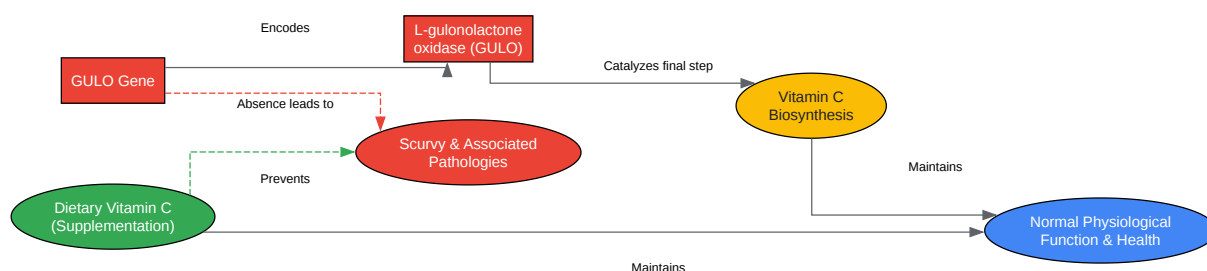 Encodes
L-gulonolactone
oxidase (GULO)
GULO Gene
Catalyzes final step
Absence leads to
Vitamin C
Biosynthesis
Scurvy & Associated
Pathologies
Prevents
Maintains
Dietary Vitamin C
(Supplementation)
Normal Physiological
Function & Health
Maintains